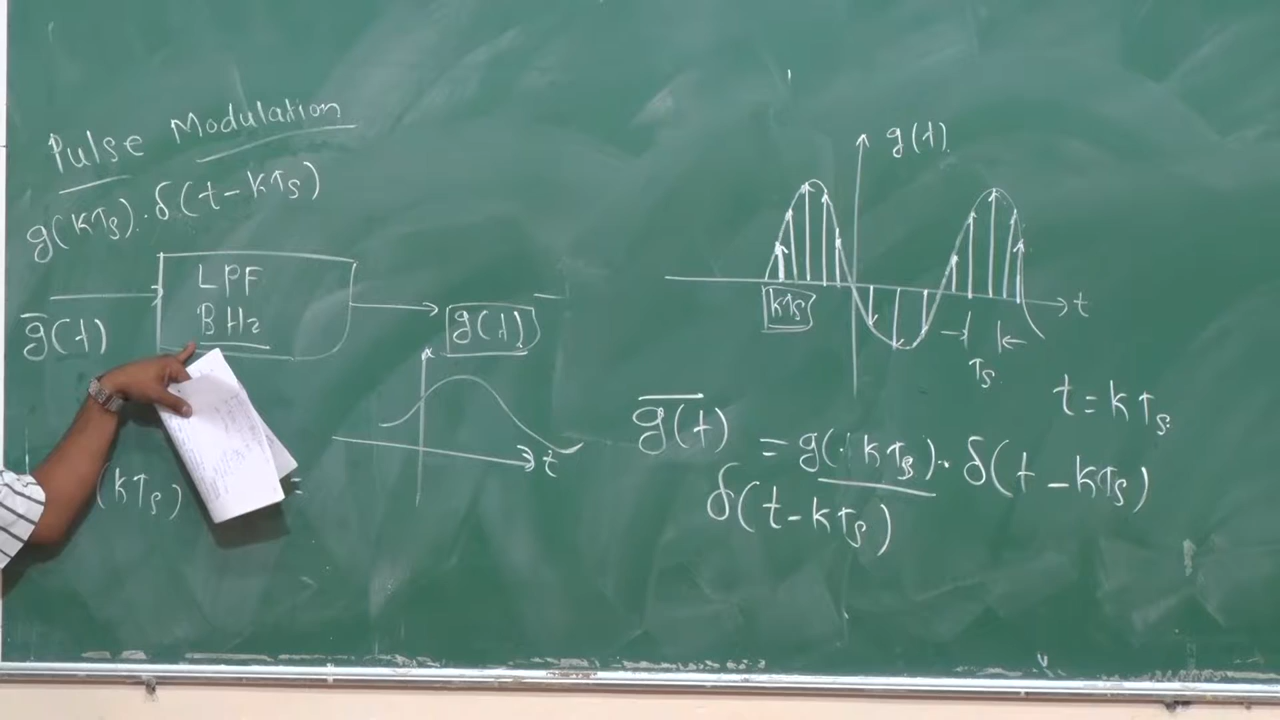 Pulse Modulation
g(kTs). δ(t-kTs)
LPF
B Hz
g̅(t)
g(t)
t
(kTs)
=
g(t)
kTs
t
Ts
t = kTs
g̅(t) = g(kTs). δ(t-kTs)
δ(t-kTs)